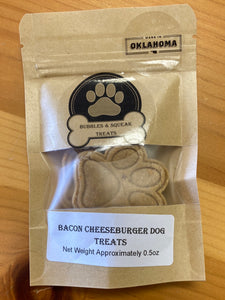 MADE IN
OKLAHOMA
BUBBLES & SQUEAK
TREATS
BACON CHEESEBURGER DOG
TREATS
Net Weight Approximately 0.5oz